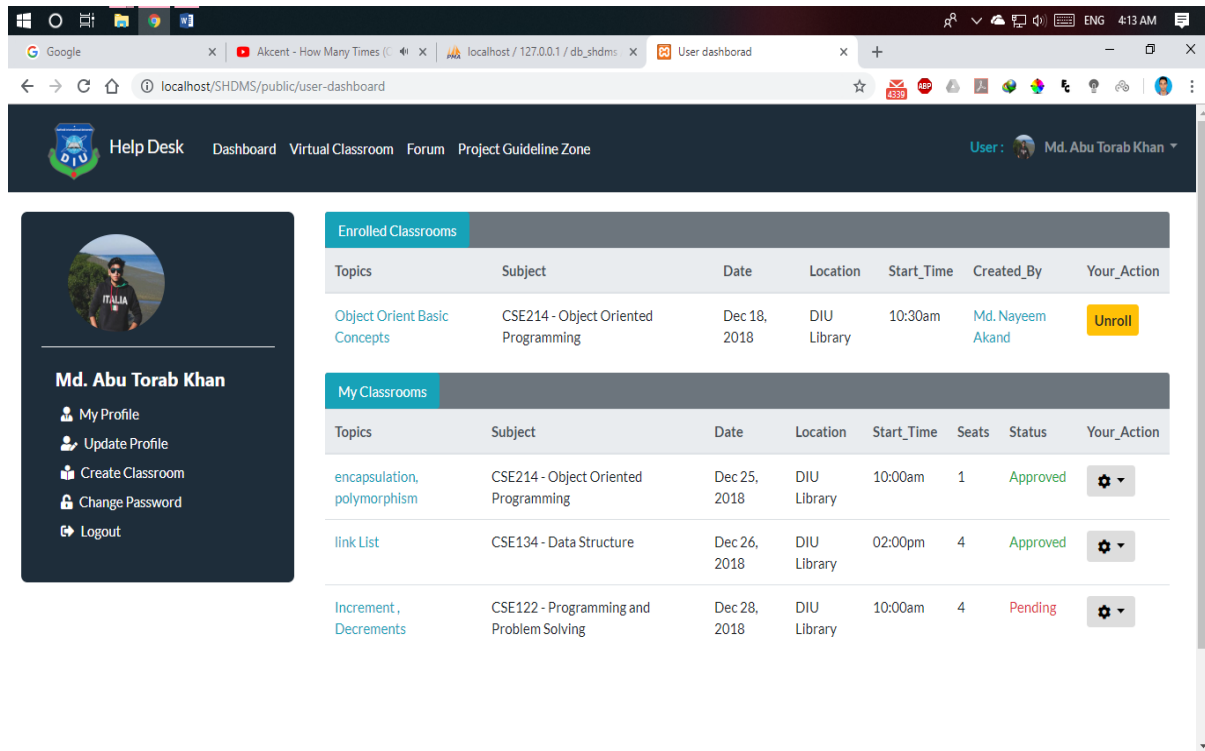 ENG 4:13 AM
Google
Akcent - How Many Times (
localhost / 127.0.0.1 / db_shdms
User dashborad
localhost/SHDMS/public/user-dashboard
4339
ABP
DIU
Help Desk
Dashboard Virtual Classroom Forum Project Guideline Zone
User : Md. Abu Torab Khan
ITALIA
Md. Abu Torab Khan
My Profile
Update Profile
Create Classroom
Change Password
Logout
Enrolled Classrooms
Topics Subject Date Location Start_Time Created_By Your_Action
Object Orient Basic CSE214 - Object Oriented Dec 18, DIU 10:30am Md. Nayeem Unroll
Concepts Programming 2018 Library Akand
My Classrooms
Topics Subject Date Location Start_Time Seats Status Your_Action
encapsulation, CSE214 - Object Oriented Dec 25, DIU 10:00am 1 Approved
polymorphism Programming 2018 Library
link List CSE134 - Data Structure Dec 26, DIU 02:00pm 4 Approved
2018 Library
Increment , CSE122 - Programming and Dec 28, DIU 10:00am 4 Pending
Decrements Problem Solving 2018 Library